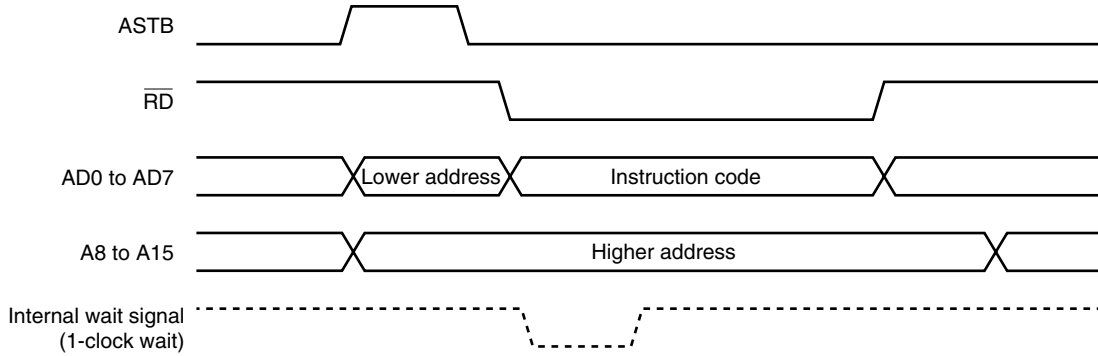 ASTB
RD
AD0 to AD7
Lower address
Instruction code
A8 to A15
Higher address
Internal wait signal
(1-clock wait)